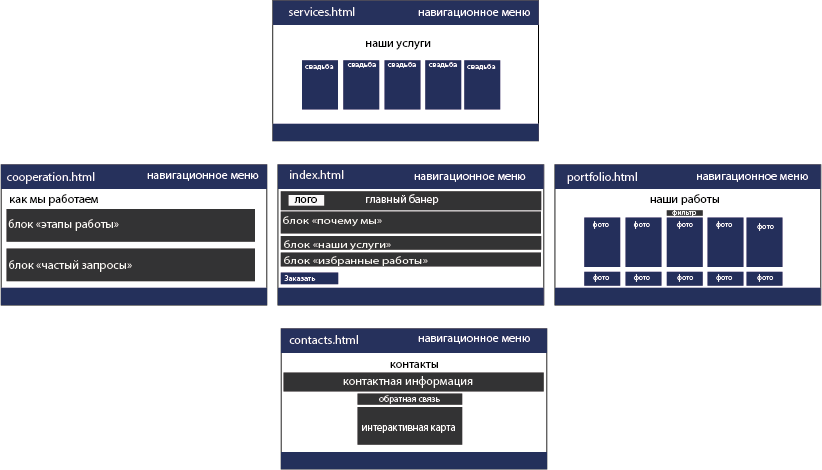 services.html навигационное меню
наши услуги
свадьба свадьба свадьба свадьба свадьба
cooperation.html навигационное меню
как мы работаем
блок «этапы работы»
блок «частый запросы»
index.html навигационное меню
лого главный банер
блок «почему мы»
блок «наши услуги»
блок «избранные работы»
Заказать
portfolio.html навигационное меню
наши работы
фильтр
фото фото фото фото фото
фото фото фото фото фото
contacts.html навигационное меню
контакты
контактная информация
обратная связь
интерактивная карта